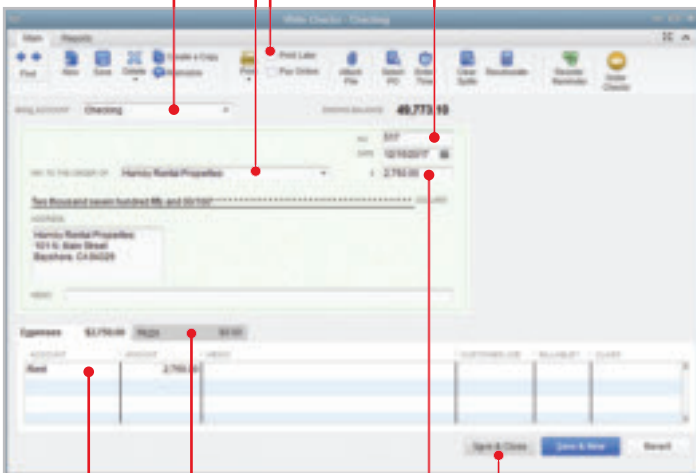 Write Checks - Checking
Main Reports
Create a Copy Print Later
Find New Save Delete Memorize Print Pay Online Attach File Select PO Enter Time Clear Splits Recalculate Reorder Reminder Order Checks
BANK ACCOUNT Checking ENDING BALANCE 49,773.10
NO.
DATE 12/15/2017
PAY TO THE ORDER OF Rental Properties $ 2,750.00
Two thousand seven hundred fifty and 00/100 DOLLARS
ADDRESS
Rental Properties
101 N. Main Street
Bayshore, CA
MEMO
Expenses $2,750.00 Items $0.00
ACCOUNT AMOUNT MEMO CUSTOMER:JOB BILLABLE? CLASS
Rent 2,750.00
Save & Close Save & New Revert